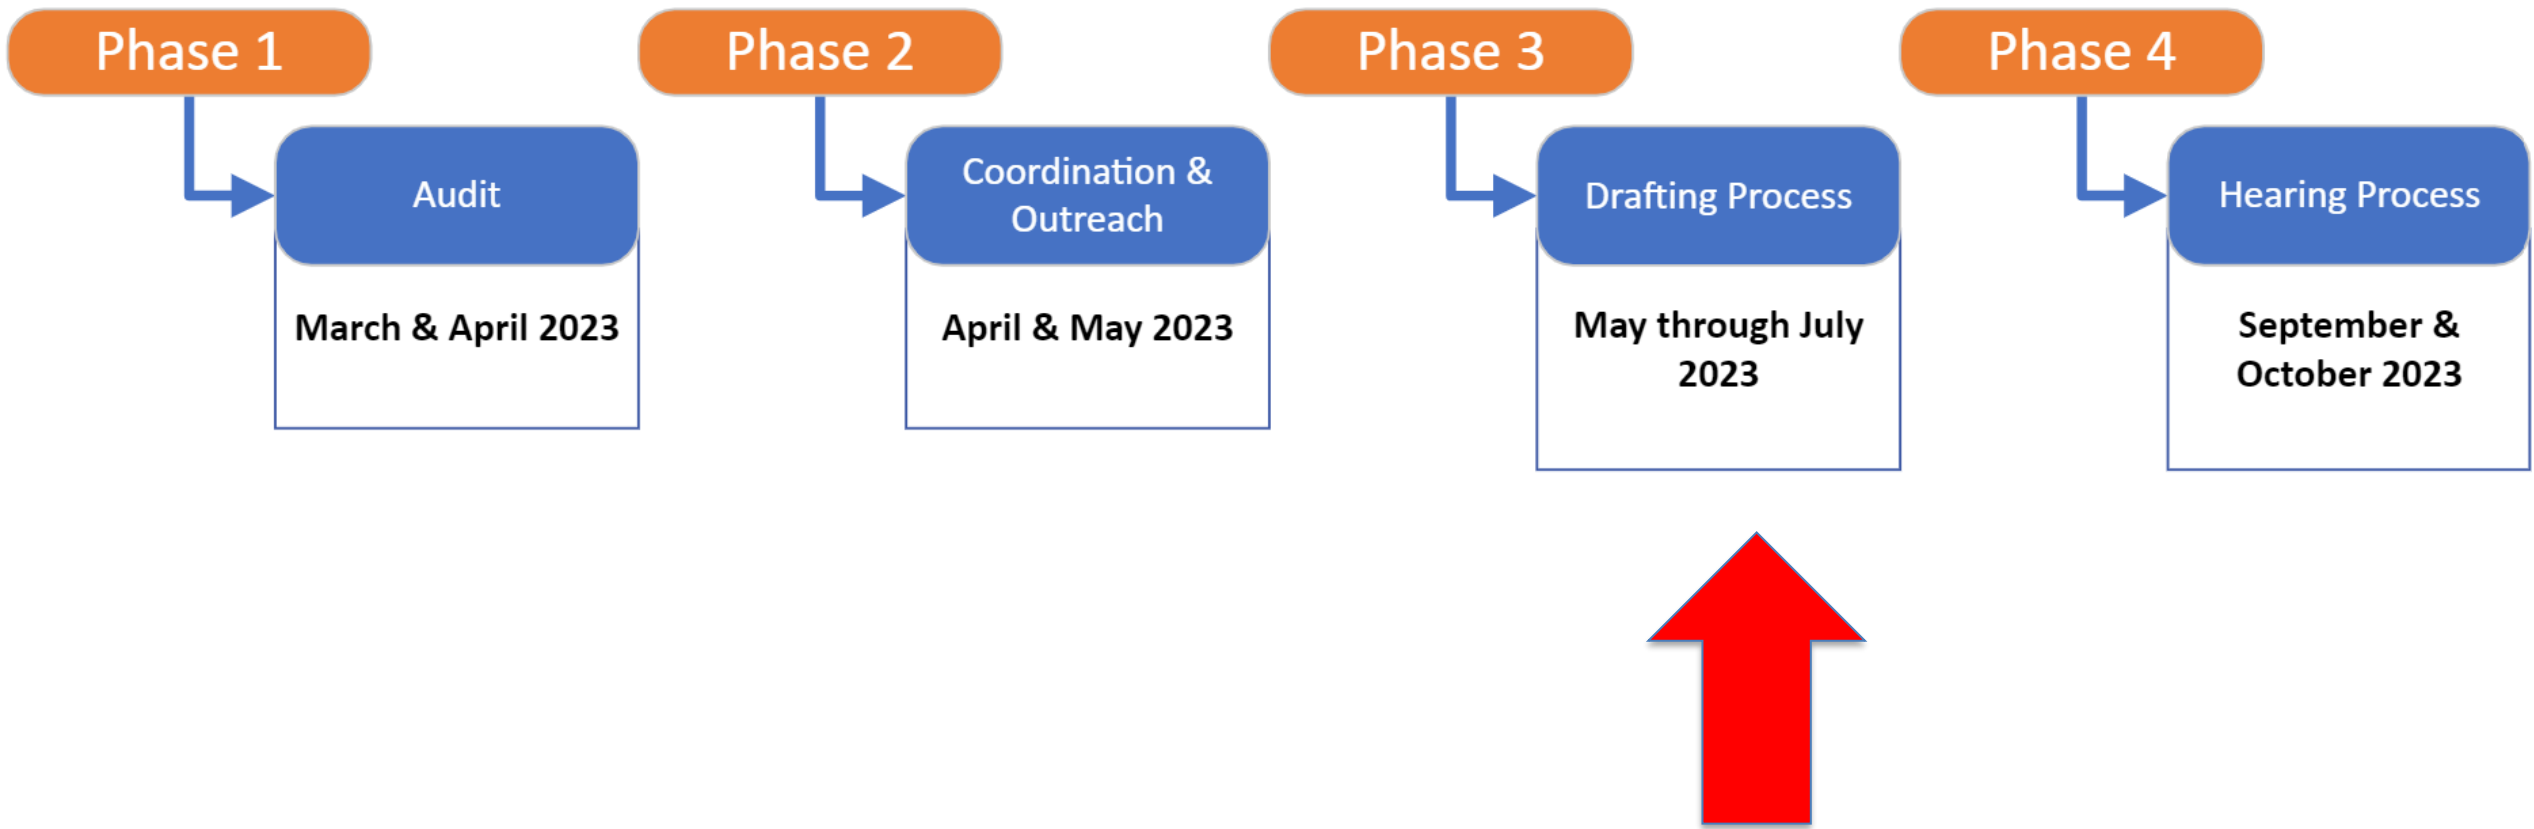 Phase 1
Audit
March & April 2023
Phase 2
Coordination &
Outreach
April & May 2023
Phase 3
Drafting Process
May through July
2023
Phase 4
Hearing Process
September &
October 2023